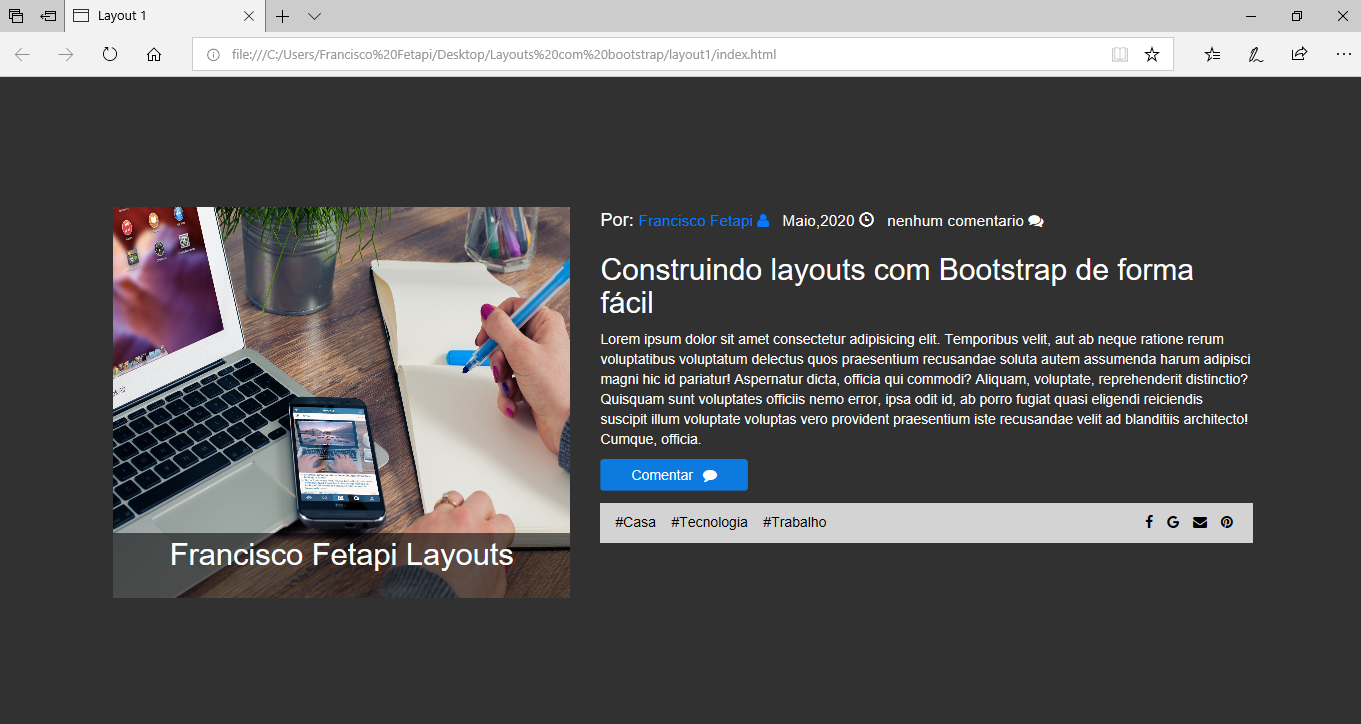 Layout 1
file:///C:/Users/Francisco%20Fetapi/Desktop/Layouts%20com%20bootstrap/layout1/index.html
Por: Francisco Fetapi Maio,2020 nenhum comentario
Construindo layouts com Bootstrap de forma
fácil
Lorem ipsum dolor sit amet consectetur adipisicing elit. Temporibus velit, aut ab neque ratione rerum
voluptatibus voluptatum delectus quos praesentium recusandae soluta autem assumenda harum adipisci
magni hic id pariatur! Aspernatur dicta, officia qui commodi? Aliquam, voluptate, reprehenderit distinctio?
Quisquam sunt voluptates officiis nemo error, ipsa odit id, ab porro fugiat quasi eligendi reiciendis
suscipit illum voluptate voluptas vero provident praesentium iste recusandae velit ad blanditiis architecto!
Cumque, officia.
Comentar
#Casa #Tecnologia #Trabalho
Francisco Fetapi Layouts